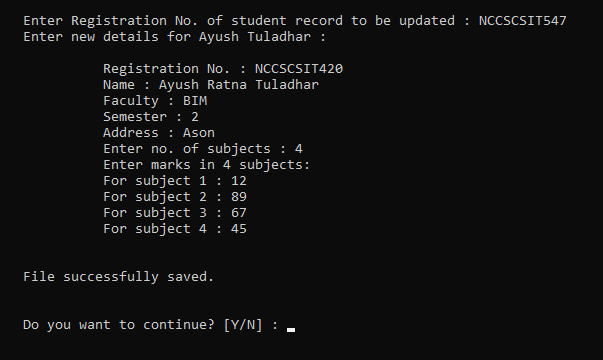 Enter Registration No. of student record to be updated : NCCSCSIT547
Enter new details for Ayush Tuladhar :
Registration No. : NCCSCSIT420
Name : Ayush Ratna Tuladhar
Faculty : BIM
Semester : 2
Address : Ason
Enter no. of subjects : 4
Enter marks in 4 subjects:
For subject 1 : 12
For subject 2 : 89
For subject 3 : 67
For subject 4 : 45
File successfully saved.
Do you want to continue? [Y/N] :